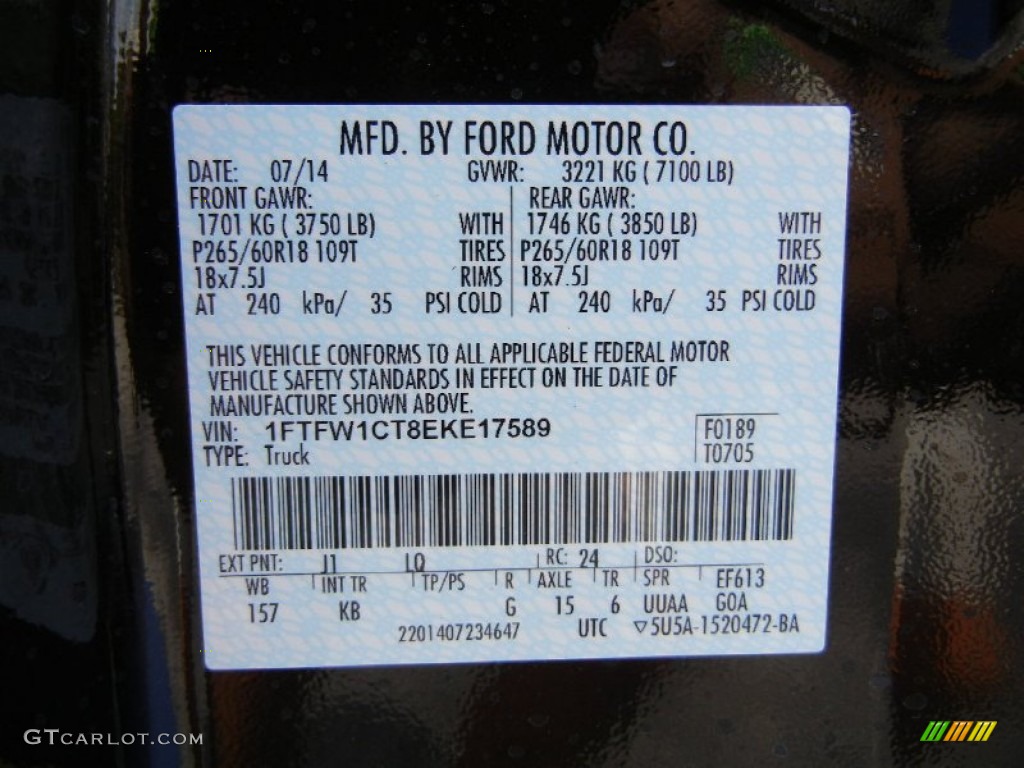 MFD. BY FORD MOTOR CO.
DATE: 07/14 GVWR: 3221 KG ( 7100 LB)
FRONT GAWR: REAR GAWR:
1701 KG ( 3750 LB) WITH 1746 KG ( 3850 LB) WITH
P265/60R18 109T TIRES P265/60R18 109T TIRES
18x7.5J RIMS 18x7.5J RIMS
AT 240 kPa/ 35 PSI COLD AT 240 kPa/ 35 PSI COLD
THIS VEHICLE CONFORMS TO ALL APPLICABLE FEDERAL MOTOR
VEHICLE SAFETY STANDARDS IN EFFECT ON THE DATE OF
MANUFACTURE SHOWN ABOVE.
VIN: 1FTFW1CT8EKE17589 F0189
TYPE: Truck T0705
EXT PNT: J1 LQ RC: 24 DSO:
WB INT TR TP/PS R AXLE TR SPR EF613
157 KB G 15 6 UUAA GOA
2201407234647 UTC ▽5U5A-1520472-BA
GTCARLOT.COM